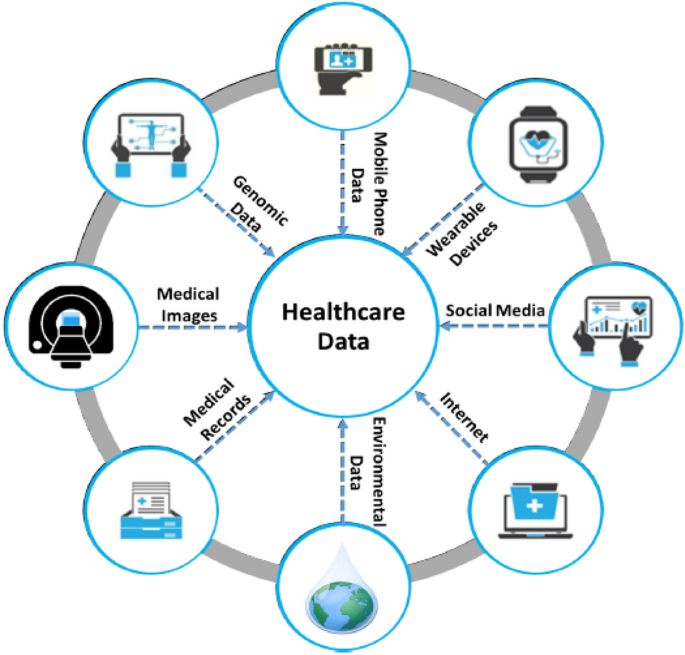 Mobile Phone
Data
Genomic
Data
Wearable
Devices
Medical
Images
Healthcare
Data
Social Media
Medical
Records
Internet
Environmental
Data